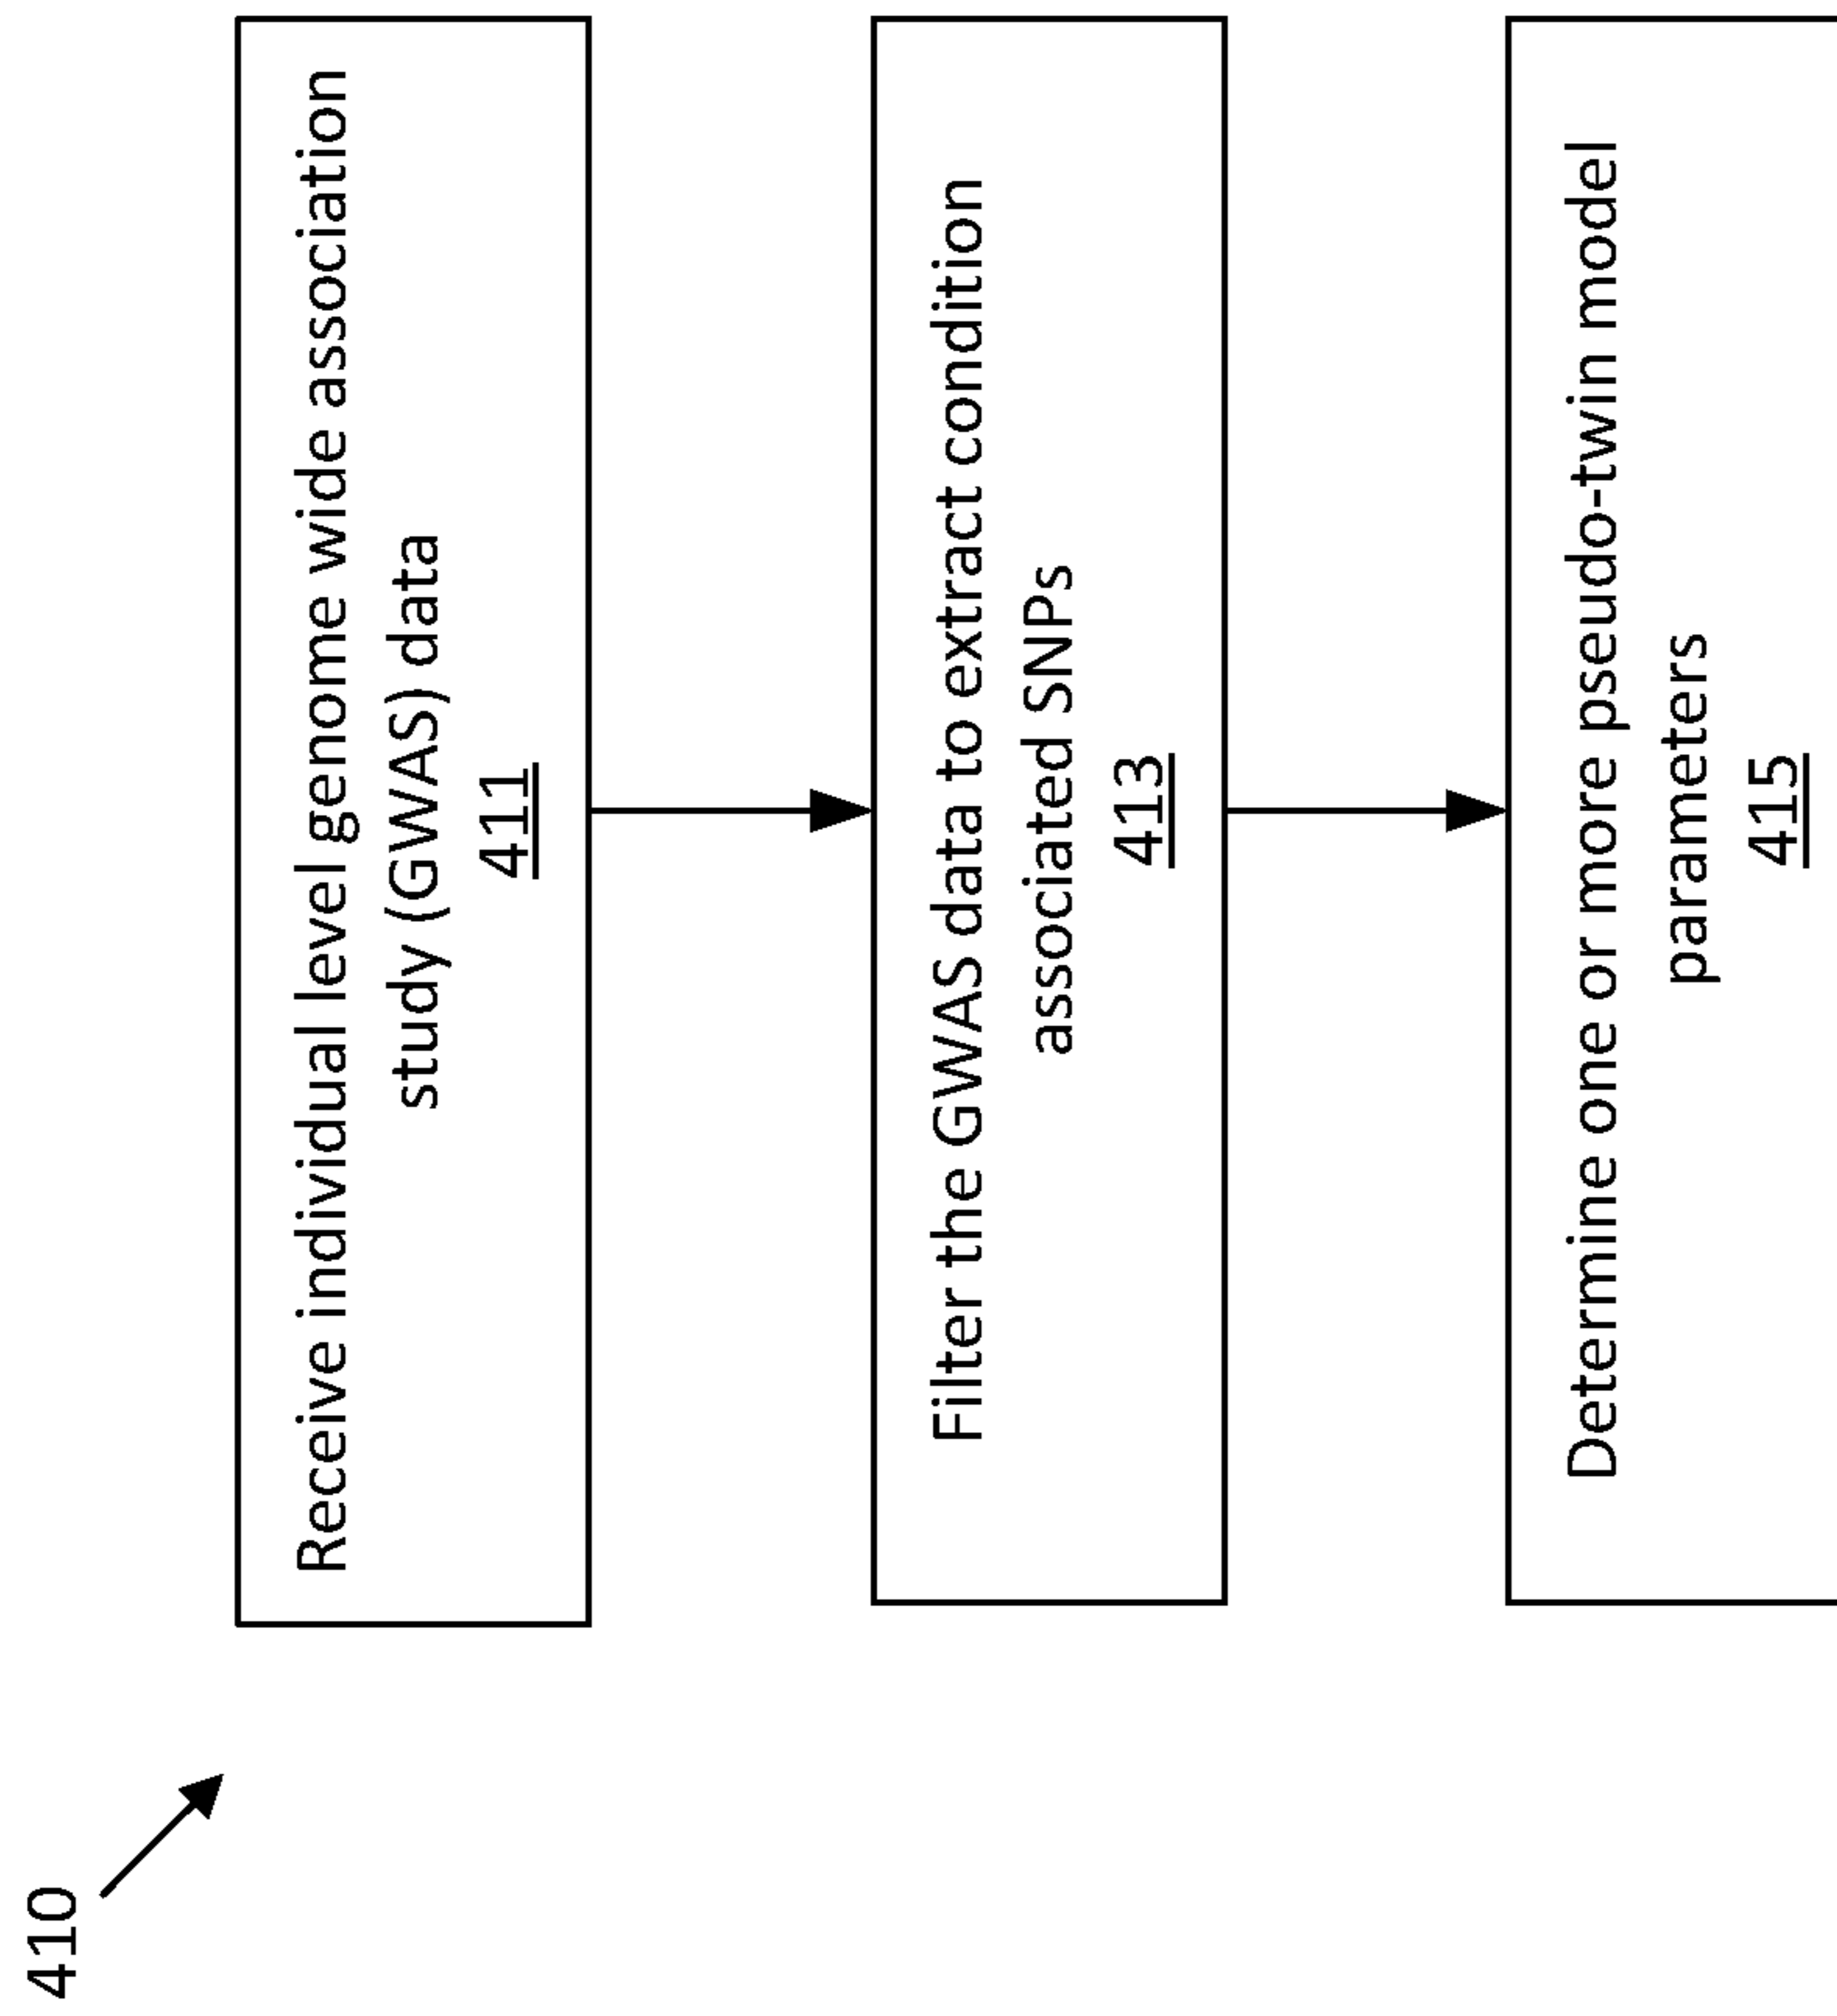 410
Receive individual level genome wide association
study (GWAS) data
411
Filter the GWAS data to extract condition
associated SNPs
413
Determine one or more pseudo-twin model
parameters
415